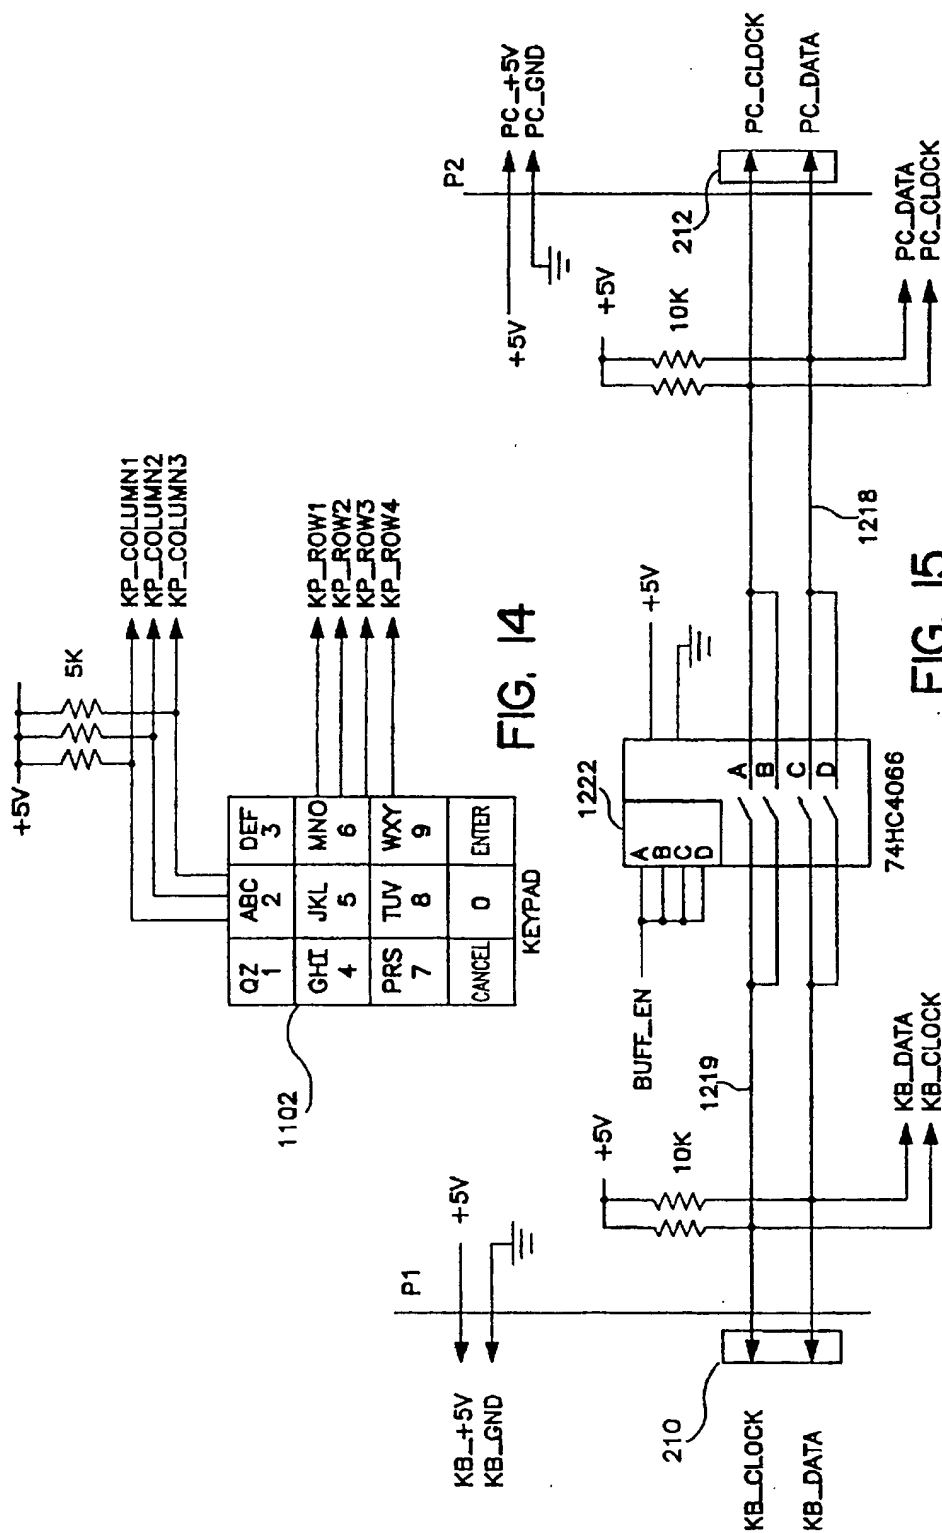 +5V
5K
KP_COLUMN1
KP_COLUMN2
KP_COLUMN3
QZ ABC DEF
1 2 3
GHI JKL MNO
4 5 6
PRS TUV WXY
7 8 9
CANCEL 0 ENTER
KEYPAD
1102
KP_ROW1
KP_ROW2
KP_ROW3
KP_ROW4
FIG. 14
P1
KB_+5V
+5V
KB_GND
210
KB_CLOCK
KB_DATA
+5V
10K
1219
KB_DATA
KB_CLOCK
BUFF_EN
1222
A
B
C
D
A
B
C
D
74HC4066
+5V
1218
P2
+5V
PC_+5V
PC_GND
+5V
10K
212
PC_CLOCK
PC_DATA
PC_DATA
PC_CLOCK
FIG. 15